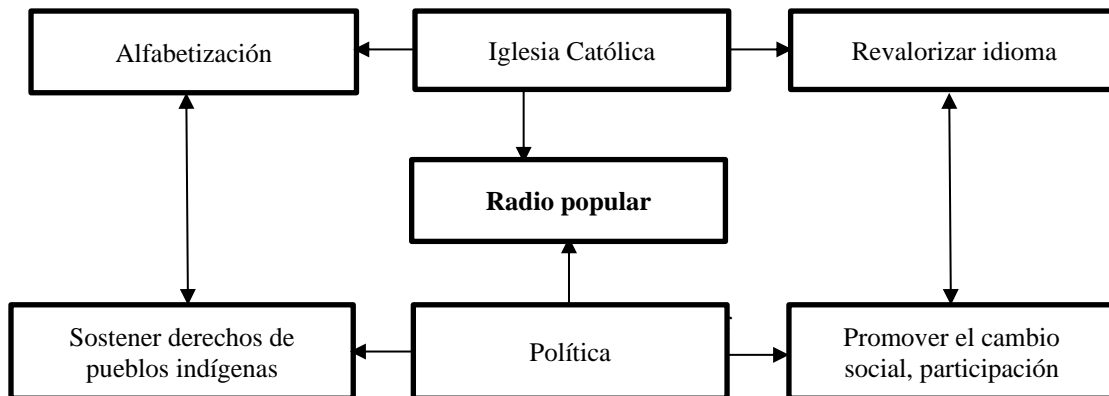 Alfabetización
Iglesia Católica
Revalorizar idioma
Radio popular
Sostener derechos de
pueblos indígenas
Política
Promover el cambio
social, participación